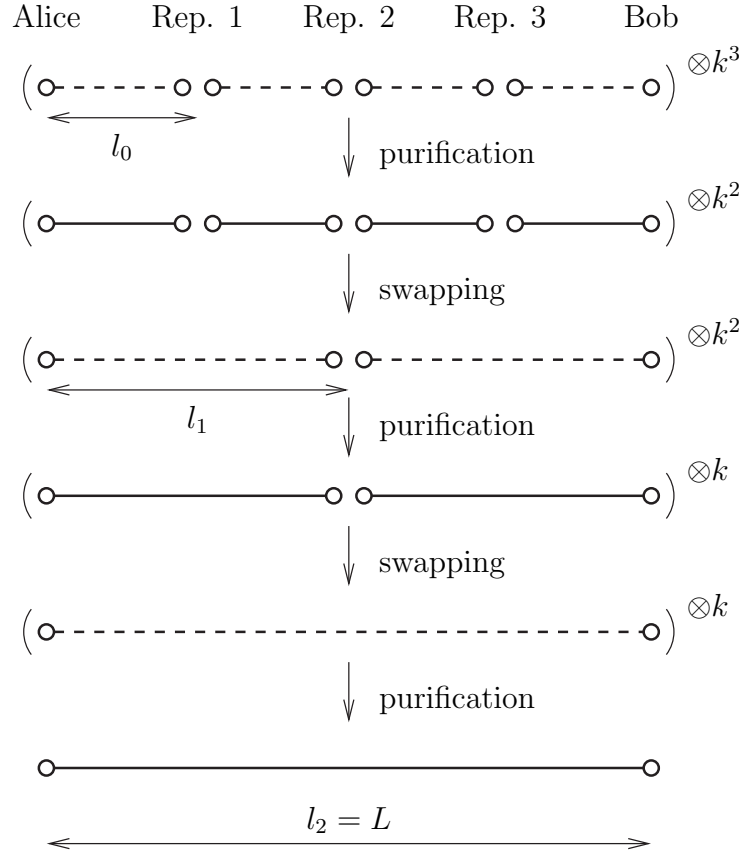 Alice Rep. 1 Rep. 2 Rep. 3 Bob
( ) ⊗k³
l₀
purification
( ) ⊗k²
swapping
( ) ⊗k²
l₁
purification
( ) ⊗k
swapping
( ) ⊗k
purification
l₂ = L